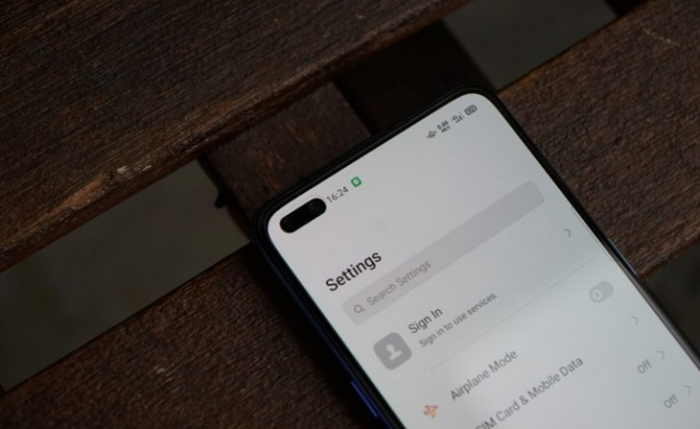 16:24
Settings
Search Settings
Sign In
Sign in to use services.
Airplane Mode
SIM Card & Mobile Data
Off
Off